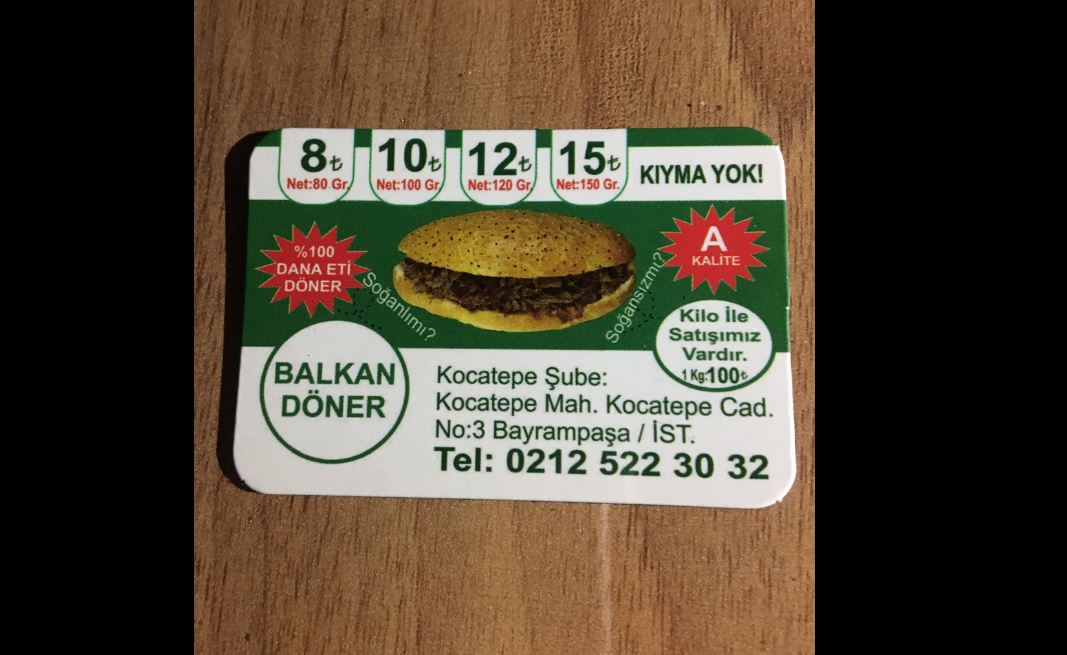 8₺ 10₺ 12₺ 15₺ KIYMA YOK!
Net:80 Gr. Net:100 Gr Net:120 Gr. Net:150 Gr.
%100
DANA ETİ
DÖNER
Soğanlımı?
Soğansızmı?
A
KALİTE
Kilo İle
Satışımız
Vardır.
1 Kg:100₺
BALKAN
DÖNER
Kocatepe Şube:
Kocatepe Mah. Kocatepe Cad.
No:3 Bayrampaşa / İST.
Tel: 0212 522 30 32